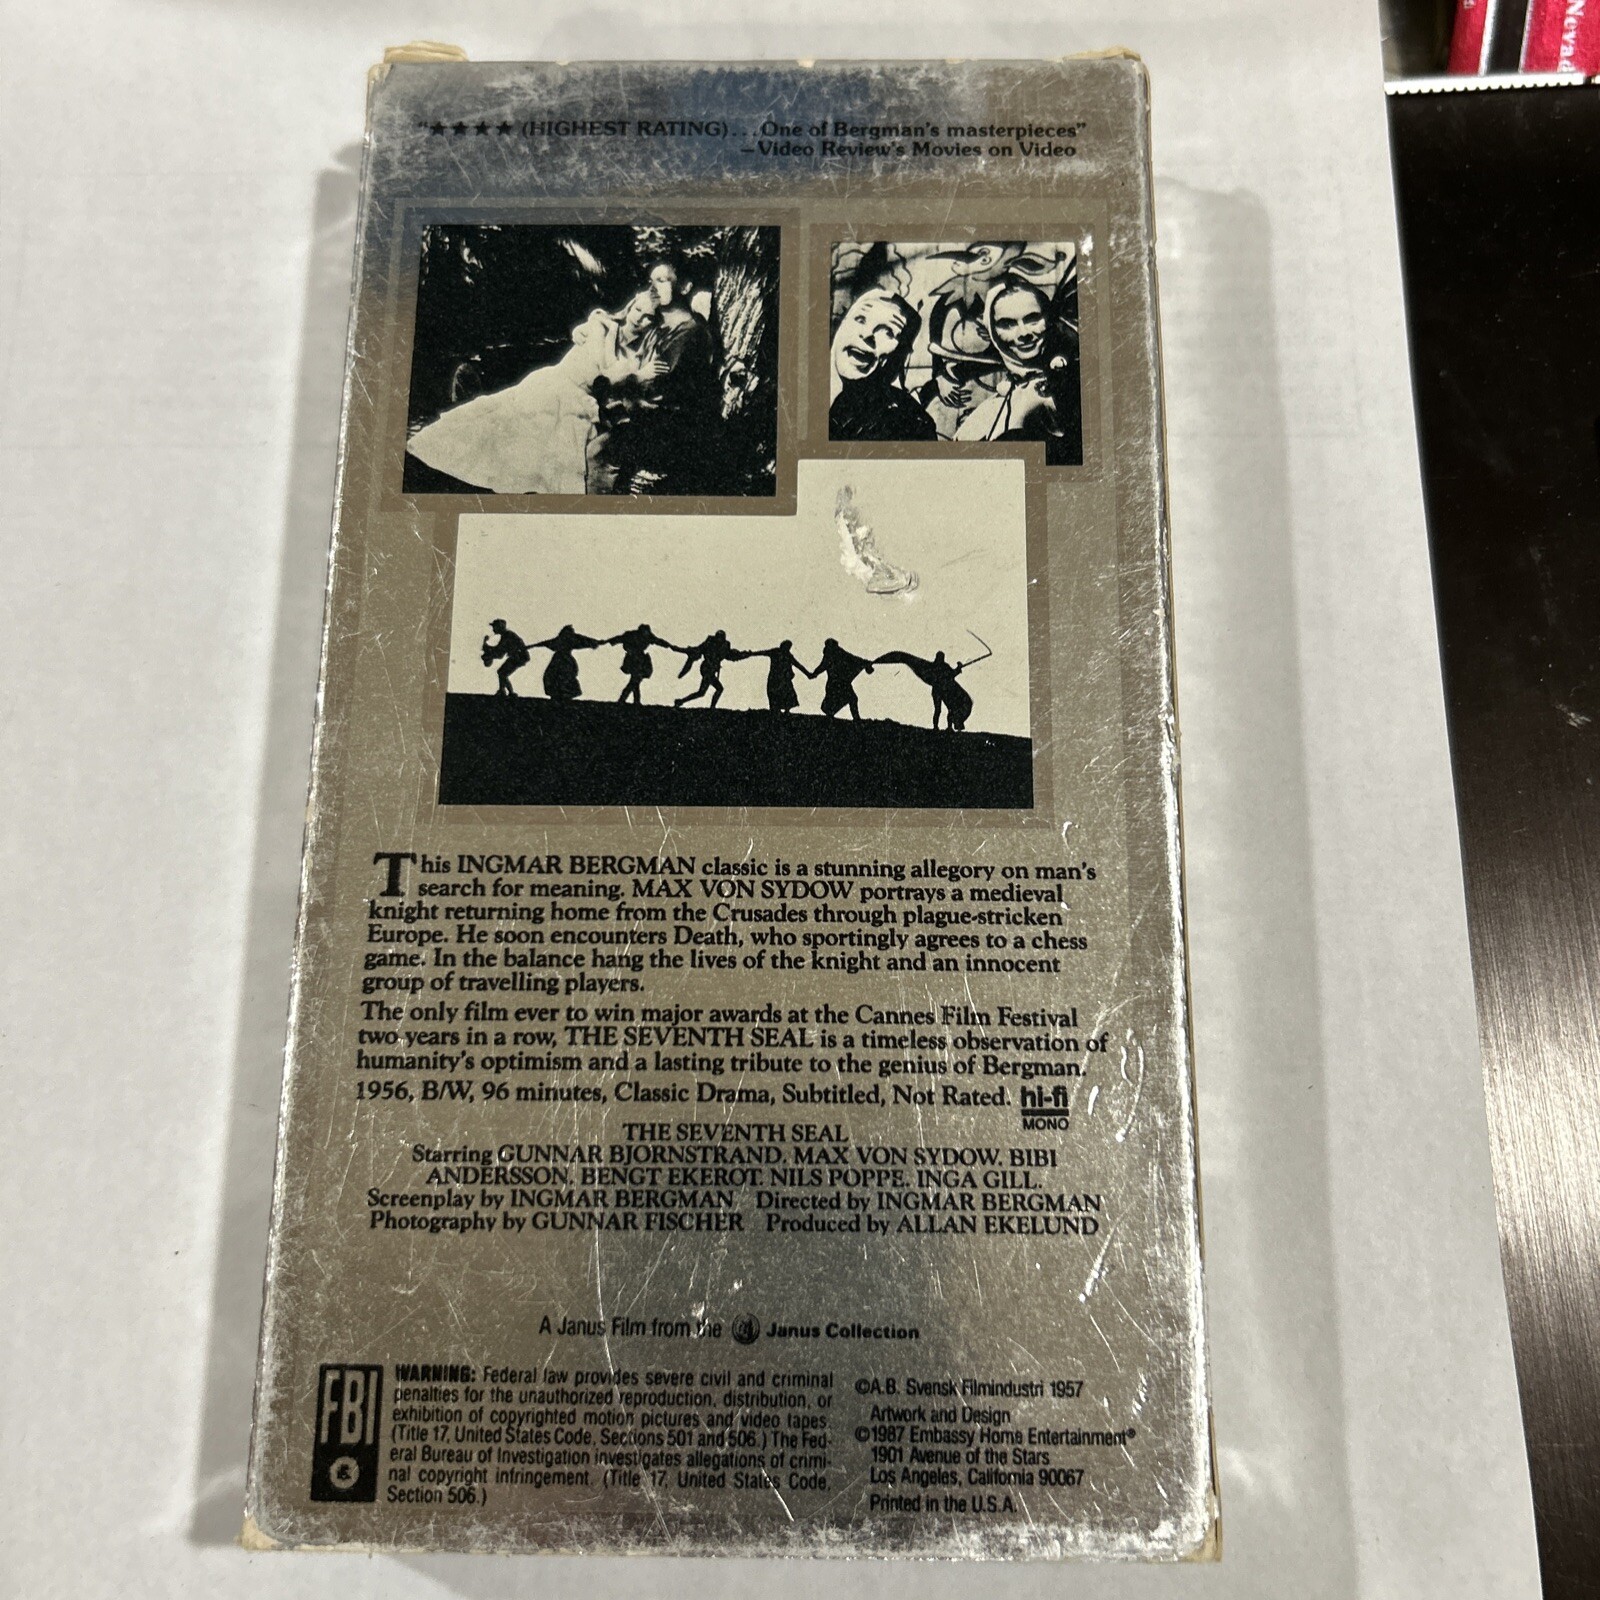 "★★★★ (HIGHEST RATING)...One of Bergman's masterpieces"
—Video Review's Movies on Video
This INGMAR BERGMAN classic is a stunning allegory on man's
search for meaning. MAX VON SYDOW portrays a medieval
knight returning home from the Crusades through plague-stricken
Europe. He soon encounters Death, who sportingly agrees to a chess
game. In the balance hang the lives of the knight and an innocent
group of travelling players.
The only film ever to win major awards at the Cannes Film Festival
two years in a row, THE SEVENTH SEAL is a timeless observation of
humanity's optimism and a lasting tribute to the genius of Bergman.
1956, B/W, 96 minutes, Classic Drama, Subtitled, Not Rated. hi-fi
MONO
THE SEVENTH SEAL
Starring GUNNAR BJORNSTRAND, MAX VON SYDOW, BIBI
ANDERSSON, BENGT EKEROT, NILS POPPE, INGA GILL.
Screenplay by INGMAR BERGMAN Directed by INGMAR BERGMAN
Photography by GUNNAR FISCHER Produced by ALLAN EKELUND
A Janus Film from the Janus Collection
FBI
WARNING: Federal law provides severe civil and criminal
penalties for the unauthorized reproduction, distribution, or
exhibition of copyrighted motion pictures and video tapes.
(Title 17, United States Code, Sections 501 and 506.) The Fed-
eral Bureau of Investigation investigates allegations of crimi-
nal copyright infringement. (Title 17, United States Code,
Section 506.)
©A.B. Svensk Filmindustri 1957
Artwork and Design
©1987 Embassy Home Entertainment®
1901 Avenue of the Stars
Los Angeles, California 90067
Printed in the U.S.A.